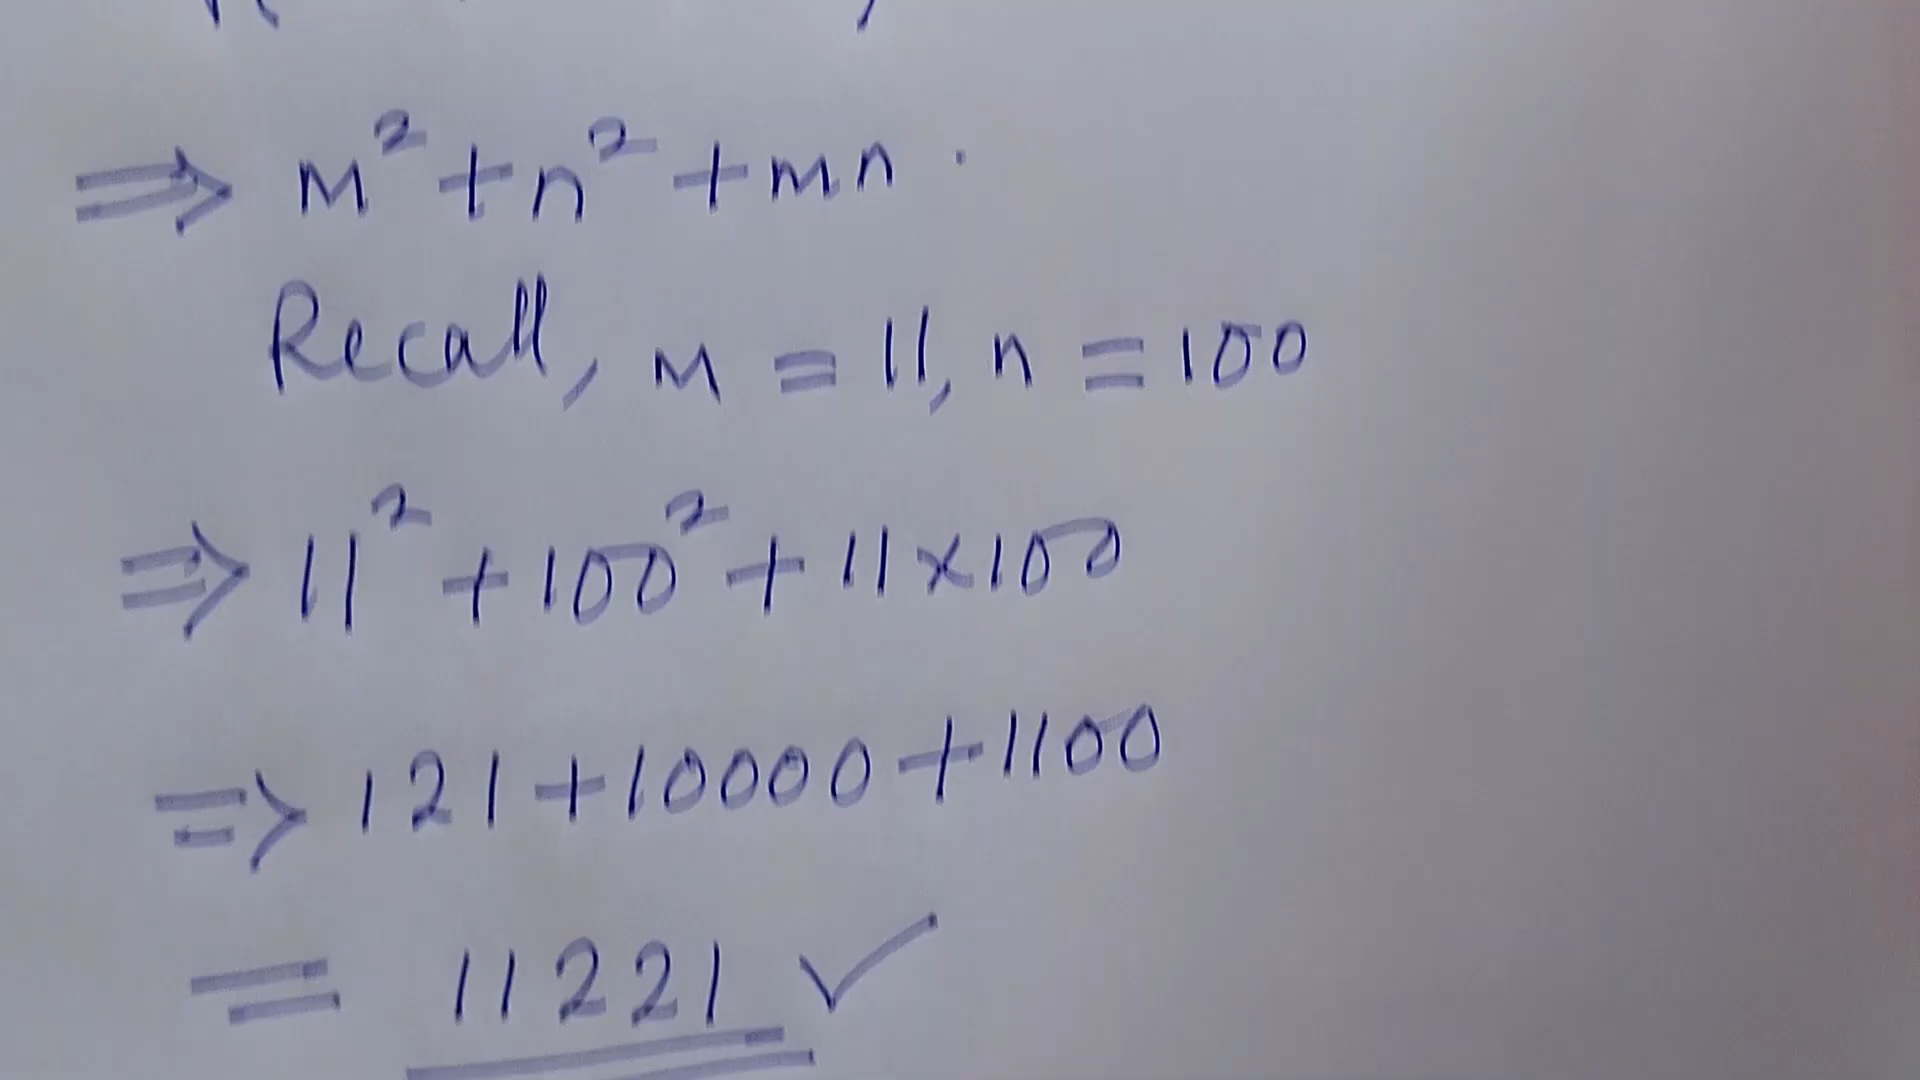 ⇒ m² + n² + mn.
Recall, m = 11, n = 100
⇒ 11² + 100² + 11 × 100
⇒ 121 + 10000 + 1100
= 11221 ✓